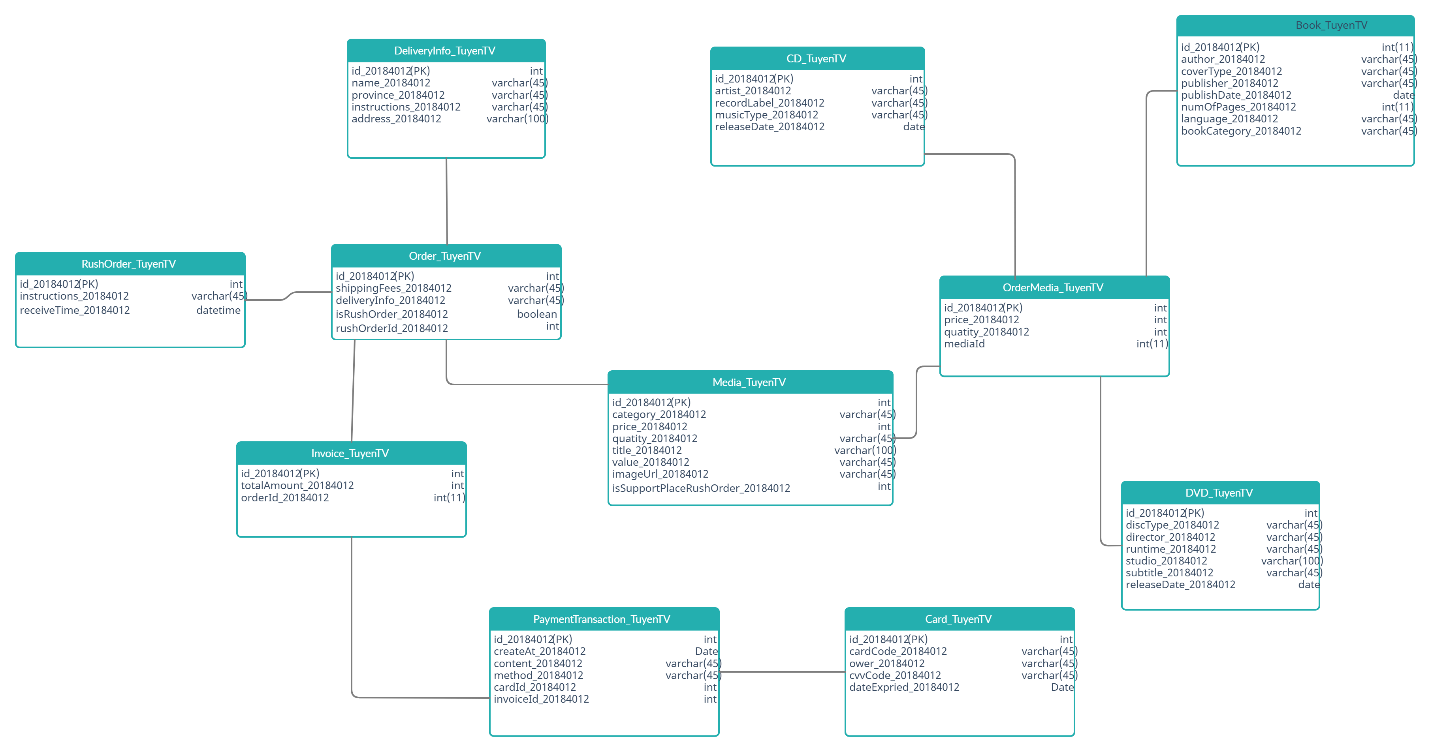 DeliveryInfo_TuyenTV
id_20184012(PK) int
name_20184012 varchar(45)
province_20184012 varchar(45)
instructions_20184012 varchar(45)
address_20184012 varchar(100)
CD_TuyenTV
id_20184012(PK) int
artist_20184012 varchar(45)
recordLabel_20184012 varchar(45)
musicType_20184012 varchar(45)
releaseDate_20184012 date
Book_TuyenTV
id_20184012(PK) int(11)
author_20184012 varchar(45)
coverType_20184012 varchar(45)
publisher_20184012 varchar(45)
publishDate_20184012 date
numOfPages_20184012 int(11)
language_20184012 varchar(45)
bookCategory_20184012 varchar(45)
RushOrder_TuyenTV
id_20184012(PK) int
instructions_20184012 varchar(45)
receiveTime_20184012 datetime
Order_TuyenTV
id_20184012(PK) int
shippingFees_20184012 varchar(45)
deliveryInfo_20184012 varchar(45)
isRushOrder_20184012 boolean
rushOrderId_20184012 int
OrderMedia_TuyenTV
id_20184012(PK) int
price_20184012 int
quatity_20184012 int
mediaId int(11)
Media_TuyenTV
id_20184012(PK) int
category_20184012 varchar(45)
price_20184012 int
quatity_20184012 varchar(45)
title_20184012 varchar(100)
value_20184012 varchar(45)
imageUrl_20184012 varchar(45)
isSupportPlaceRushOrder_20184012 int
Invoice_TuyenTV
id_20184012(PK) int
totalAmount_20184012 int
orderId_20184012 int(11)
DVD_TuyenTV
id_20184012(PK) int
discType_20184012 varchar(45)
director_20184012 varchar(45)
runtime_20184012 varchar(45)
studio_20184012 varchar(100)
subtitle_20184012 varchar(45)
releaseDate_20184012 date
PaymentTransaction_TuyenTV
id_20184012(PK) int
createAt_20184012 Date
content_20184012 varchar(45)
method_20184012 varchar(45)
cardId_20184012 int
invoiceId_20184012 int
Card_TuyenTV
id_20184012(PK) int
cardCode_20184012 varchar(45)
ower_20184012 varchar(45)
cvvCode_20184012 varchar(45)
dateExpried_20184012 Date